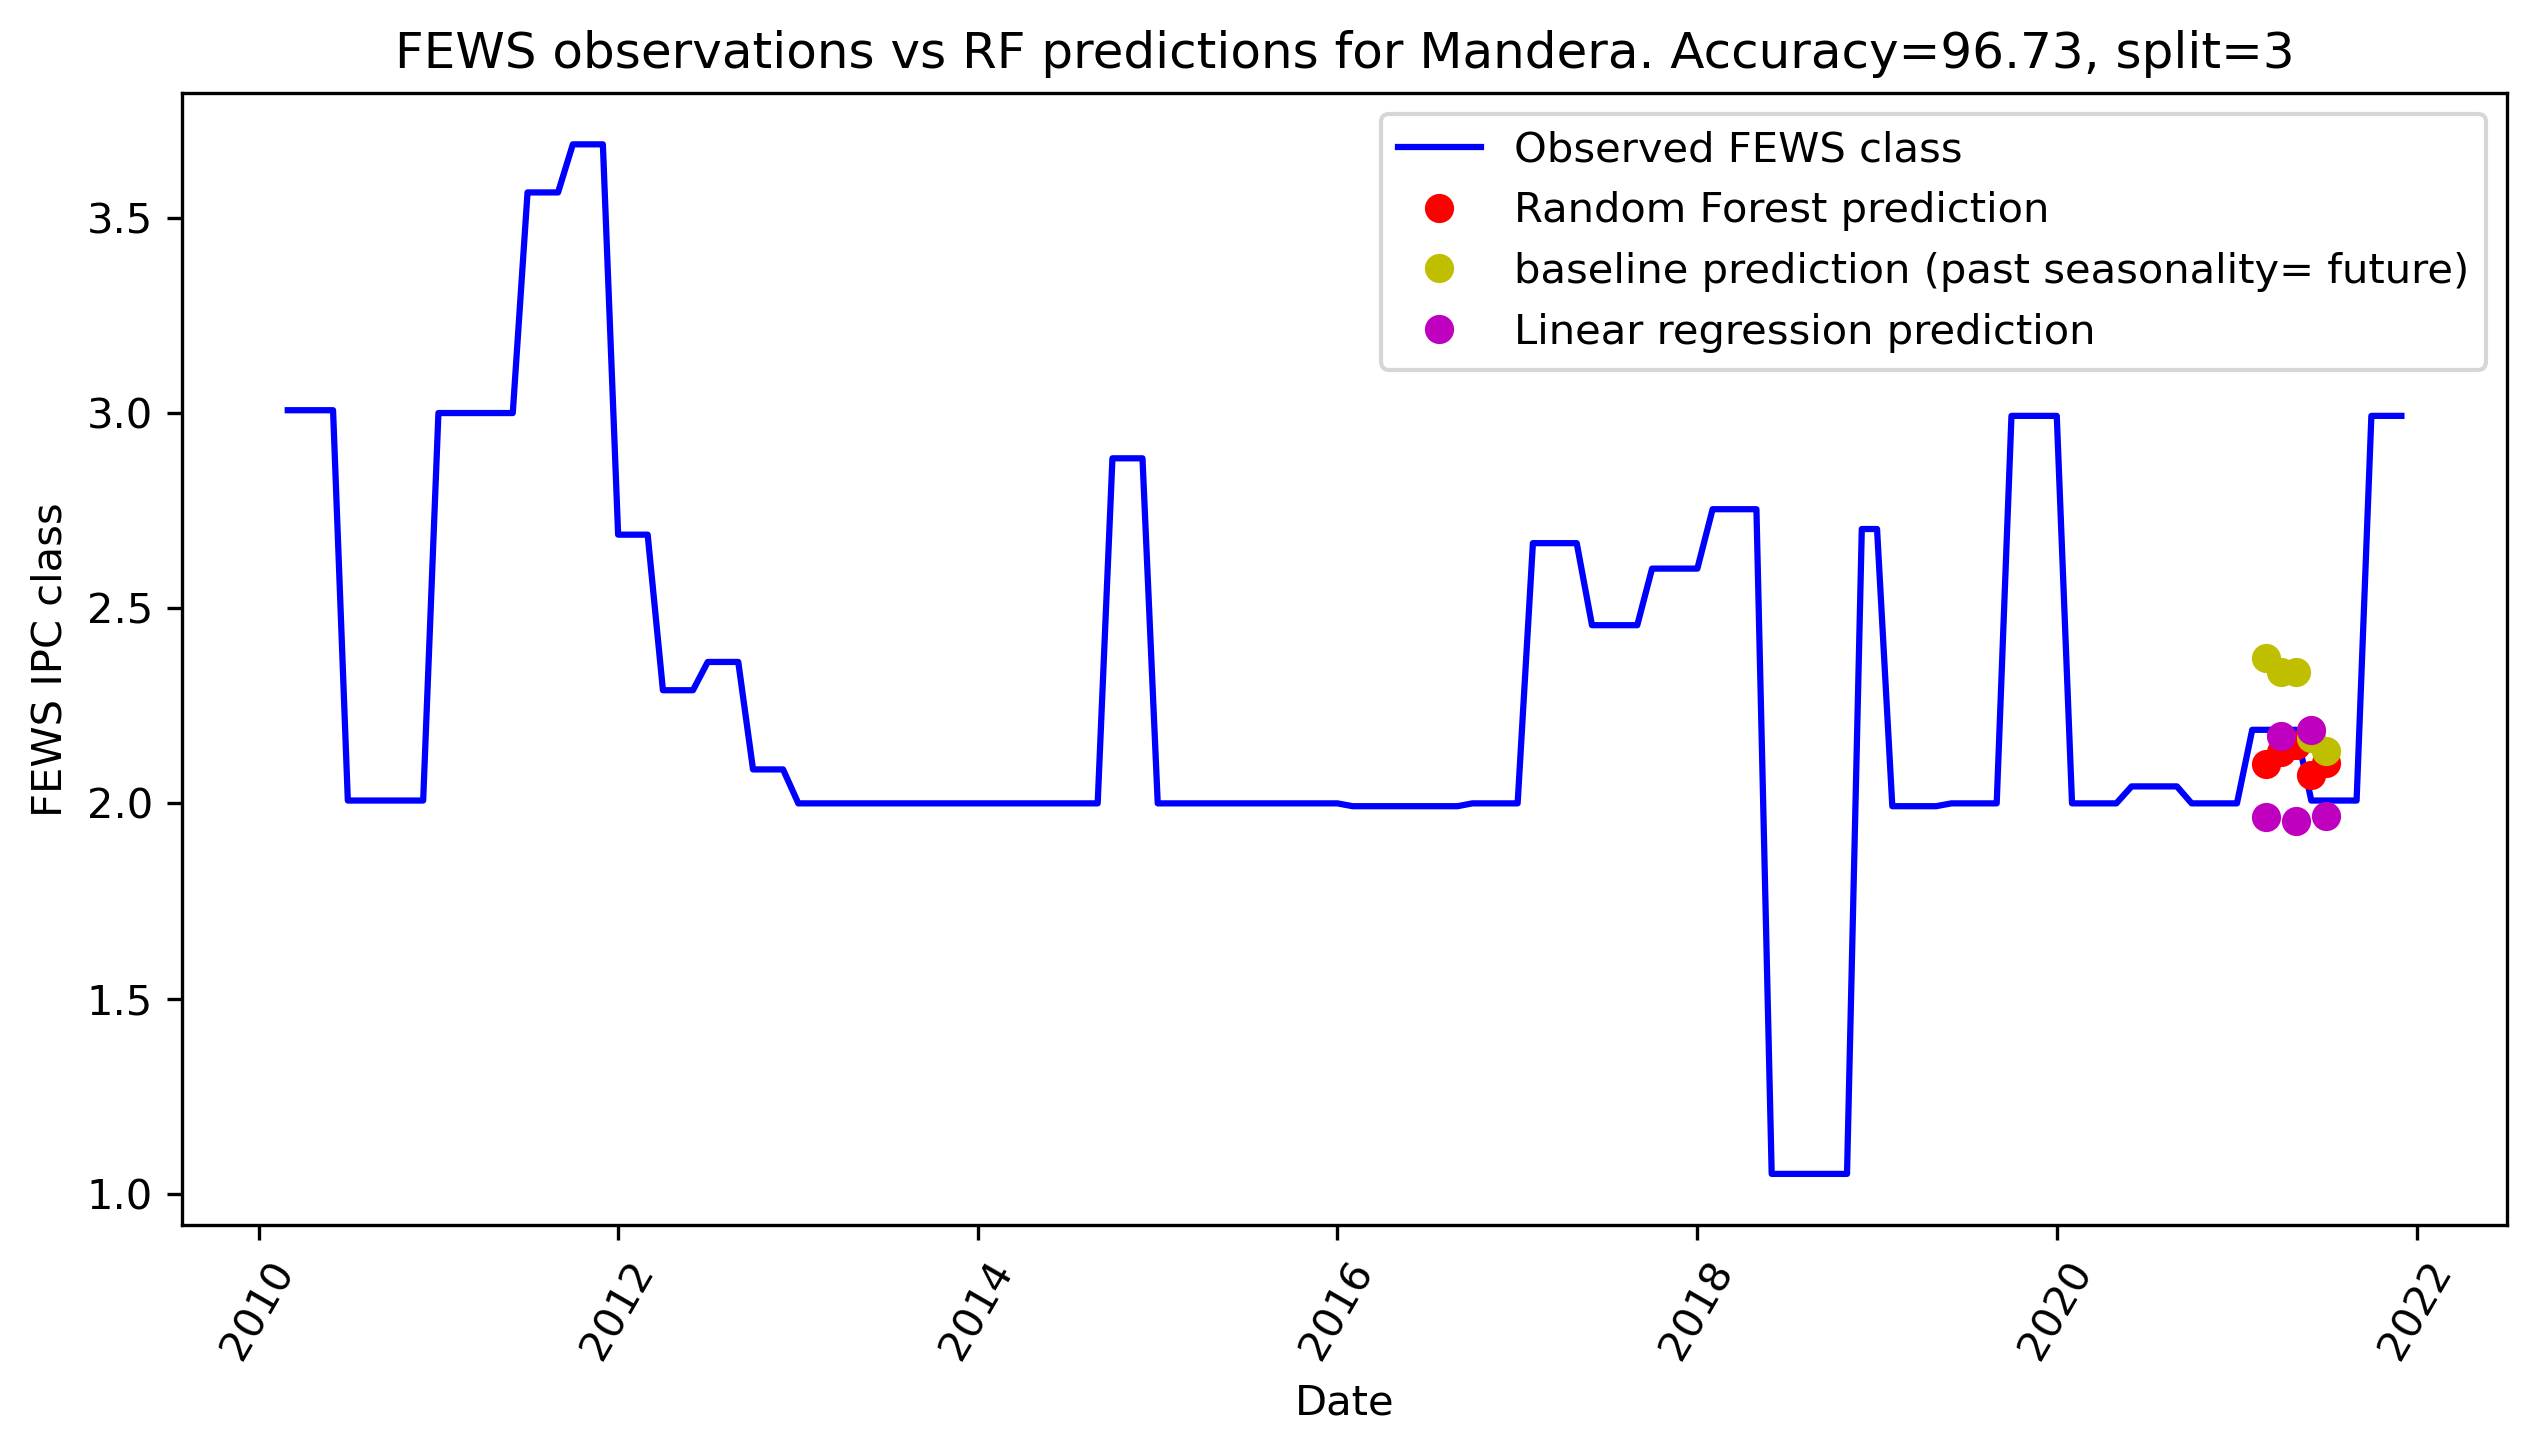 FEWS observations vs RF predictions for Mandera. Accuracy=96.73, split=3
Observed FEWS class
Random Forest prediction
baseline prediction (past seasonality= future)
Linear regression prediction
FEWS IPC class
3.5
3.0
2.5
2.0
1.5
1.0
2010
2012
2014
2016
2018
2020
2022
Date